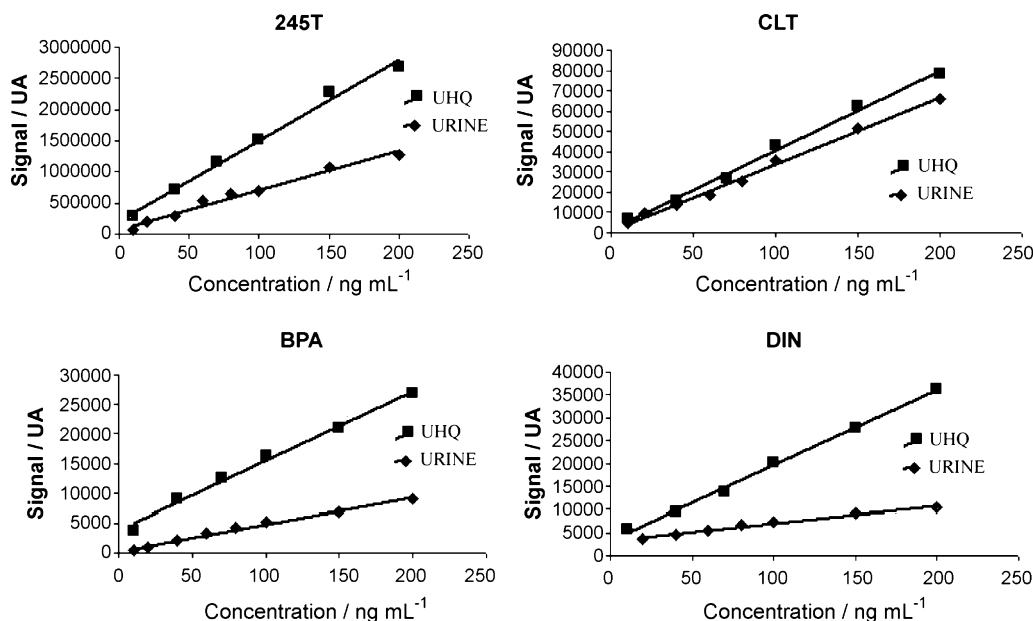 245T
Signal / UA
3000000
2500000
2000000
1500000
1000000
500000
0
0 50 100 150 200 250
Concentration / ng mL⁻¹
UHQ
URINE
CLT
Signal / UA
90000
80000
70000
60000
50000
40000
30000
20000
10000
0
0 50 100 150 200 250
Concentration / ng mL⁻¹
UHQ
URINE
BPA
Signal / UA
30000
25000
20000
15000
10000
5000
0
0 50 100 150 200 250
Concentration / ng mL⁻¹
UHQ
URINE
DIN
Signal / UA
40000
35000
30000
25000
20000
15000
10000
5000
0
0 50 100 150 200 250
Concentration / ng mL⁻¹
UHQ
URINE